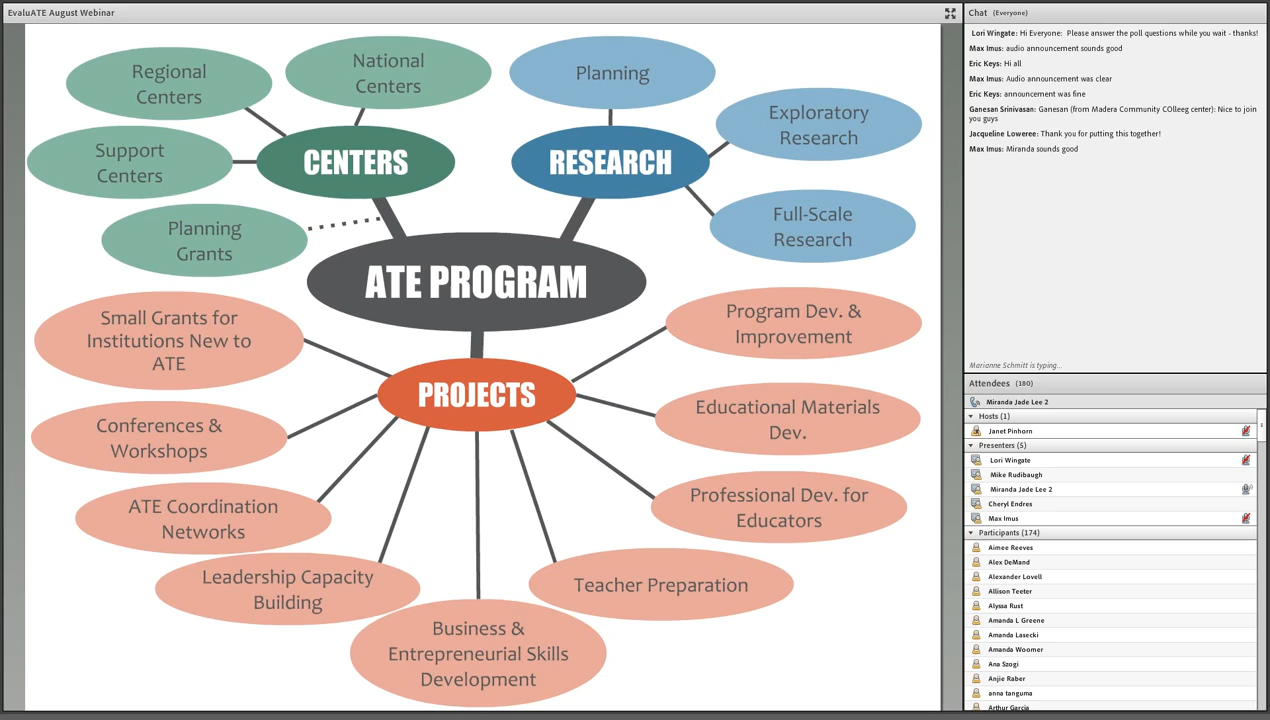 EvaluATE August Webinar
Regional
Centers
National
Centers
Planning
Exploratory
Research
Support
Centers
CENTERS
RESEARCH
Planning
Grants
Full-Scale
Research
ATE PROGRAM
Small Grants for
Institutions New to
ATE
Program Dev. &
Improvement
PROJECTS
Conferences &
Workshops
Educational Materials
Dev.
ATE Coordination
Networks
Professional Dev. for
Educators
Leadership Capacity
Building
Teacher Preparation
Business &
Entrepreneurial Skills
Development
Chat (Everyone)
Lori Wingate: Hi Everyone: Please answer the poll questions while you wait - thanks!
Max Imus: audio announcement sounds good
Eric Keys: Hi all
Max Imus: Audio announcement was clear
Eric Keys: announcement was fine
Ganesan Srinivasan: Ganesan (from Madera Community COlleeg center): Nice to join
you guys
Jacqueline Loweree: Thank you for putting this together!
Max Imus: Miranda sounds good
Marianne Schmitt is typing...
Attendees (180)
Miranda Jade Lee 2
Hosts (1)
Janet Pinhorn
Presenters (5)
Lori Wingate
Mike Rudibaugh
Miranda Jade Lee 2
Cheryl Endres
Max Imus
Participants (174)
Aimee Reeves
Alex DeMand
Alexander Lovell
Allison Teeter
Alyssa Rust
Amanda L Greene
Amanda Lasecki
Amanda Woomer
Ana Szogi
Anjie Raber
anna tanguma
Arthur Garcia